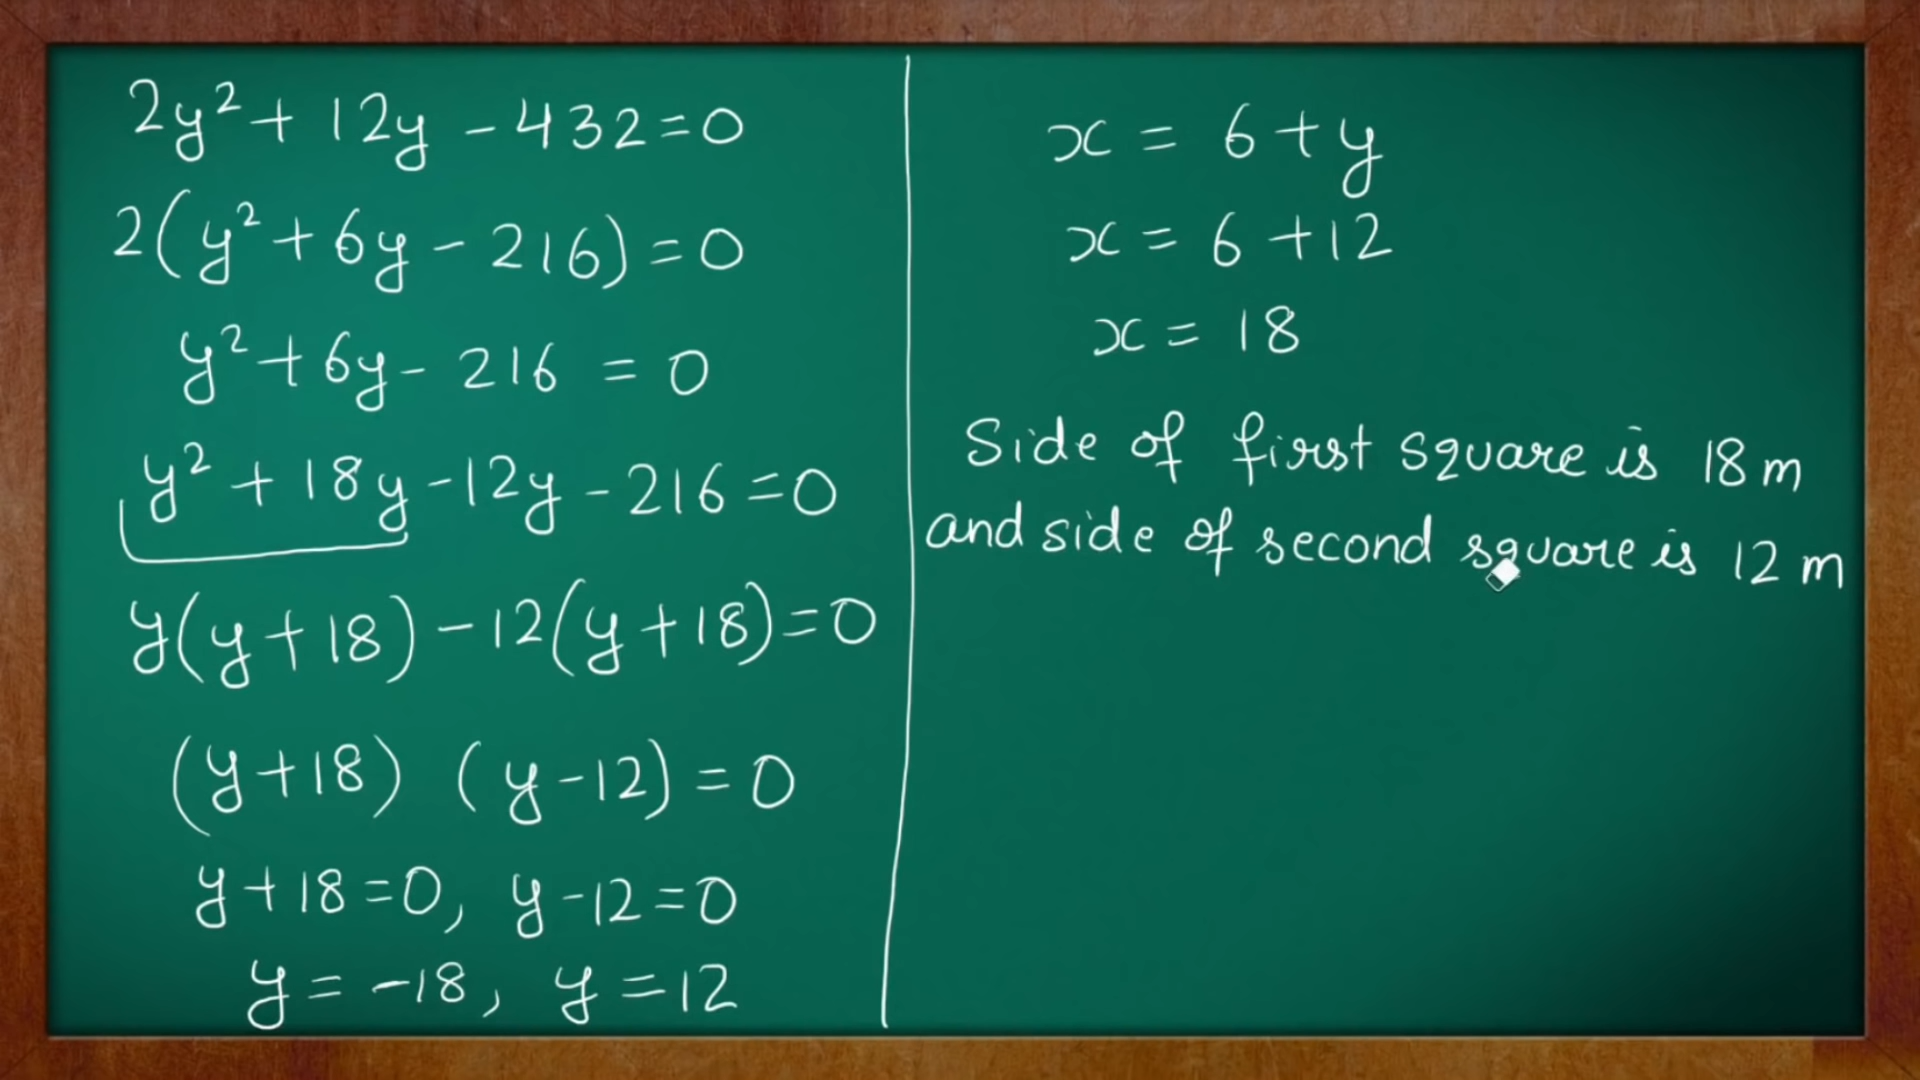 2y² + 12y - 432 = 0
2(y² + 6y - 216) = 0
y² + 6y - 216 = 0
y² + 18y - 12y - 216 = 0
y(y + 18) - 12(y + 18) = 0
(y + 18) (y - 12) = 0
y + 18 = 0, y - 12 = 0
y = -18, y = 12
x = 6 + y
x = 6 + 12
x = 18
Side of first square is 18 m
and side of second square is 12 m